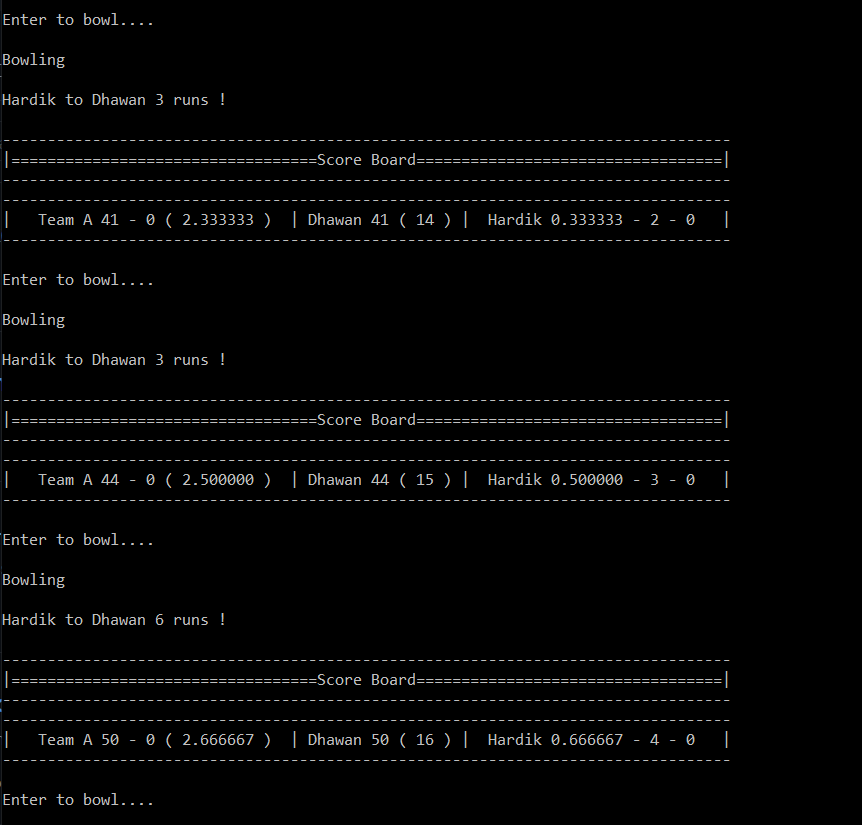 Enter to bowl....
Bowling
Hardik to Dhawan 3 runs !
---------------------------------------------------------------------------------
|==================================Score Board==================================|
---------------------------------------------------------------------------------
---------------------------------------------------------------------------------
|   Team A 41 - 0 ( 2.333333 )  | Dhawan 41 ( 14 ) |  Hardik 0.333333 - 2 - 0   |
---------------------------------------------------------------------------------
Enter to bowl....
Bowling
Hardik to Dhawan 3 runs !
---------------------------------------------------------------------------------
|==================================Score Board==================================|
---------------------------------------------------------------------------------
---------------------------------------------------------------------------------
|   Team A 44 - 0 ( 2.500000 )  | Dhawan 44 ( 15 ) |  Hardik 0.500000 - 3 - 0   |
---------------------------------------------------------------------------------
Enter to bowl....
Bowling
Hardik to Dhawan 6 runs !
---------------------------------------------------------------------------------
|==================================Score Board==================================|
---------------------------------------------------------------------------------
---------------------------------------------------------------------------------
|   Team A 50 - 0 ( 2.666667 )  | Dhawan 50 ( 16 ) |  Hardik 0.666667 - 4 - 0   |
---------------------------------------------------------------------------------
Enter to bowl....